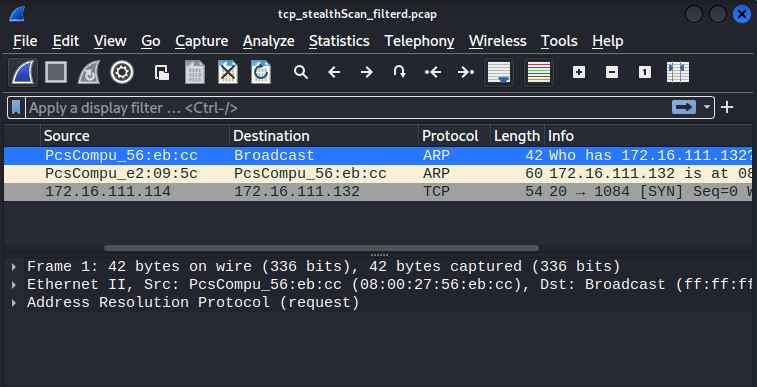 tcp_stealthScan_filterd.pcap
File Edit View Go Capture Analyze Statistics Telephony Wireless Tools Help
Apply a display filter … <Ctrl-/>
Source Destination Protocol Length Info
PcsCompu_56:eb:cc Broadcast ARP 42 Who has 172.16.111.132?
PcsCompu_e2:09:5c PcsCompu_56:eb:cc ARP 60 172.16.111.132 is at 08
172.16.111.114 172.16.111.132 TCP 54 20 → 1084 [SYN] Seq=0 W
Frame 1: 42 bytes on wire (336 bits), 42 bytes captured (336 bits)
Ethernet II, Src: PcsCompu_56:eb:cc (08:00:27:56:eb:cc), Dst: Broadcast (ff:ff:ff
Address Resolution Protocol (request)